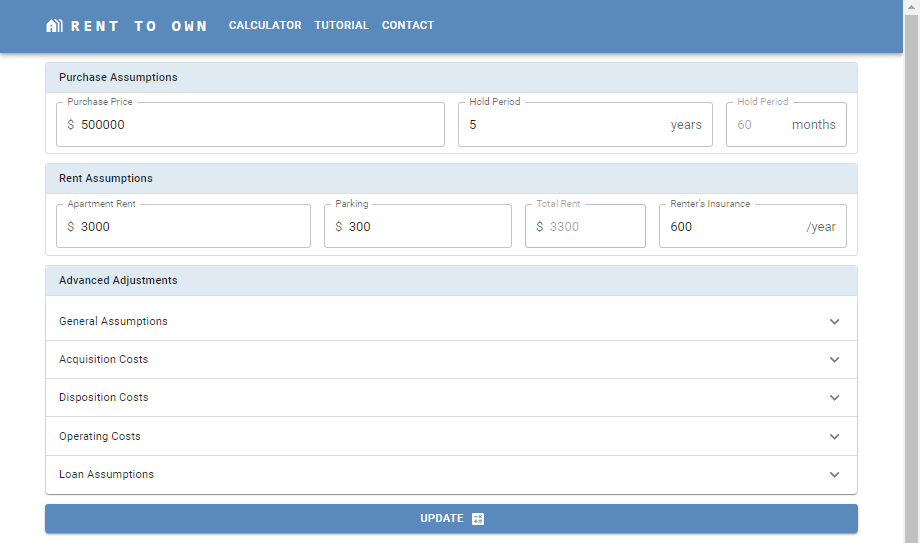 RENT TO OWN CALCULATOR TUTORIAL CONTACT
Purchase Assumptions
Purchase Price Hold Period Hold Period
$ 500000 5 years 60 months
Rent Assumptions
Apartment Rent Parking Total Rent Renter's Insurance
$ 3000 $ 300 $ 3300 600 /year
Advanced Adjustments
General Assumptions
Acquisition Costs
Disposition Costs
Operating Costs
Loan Assumptions
UPDATE